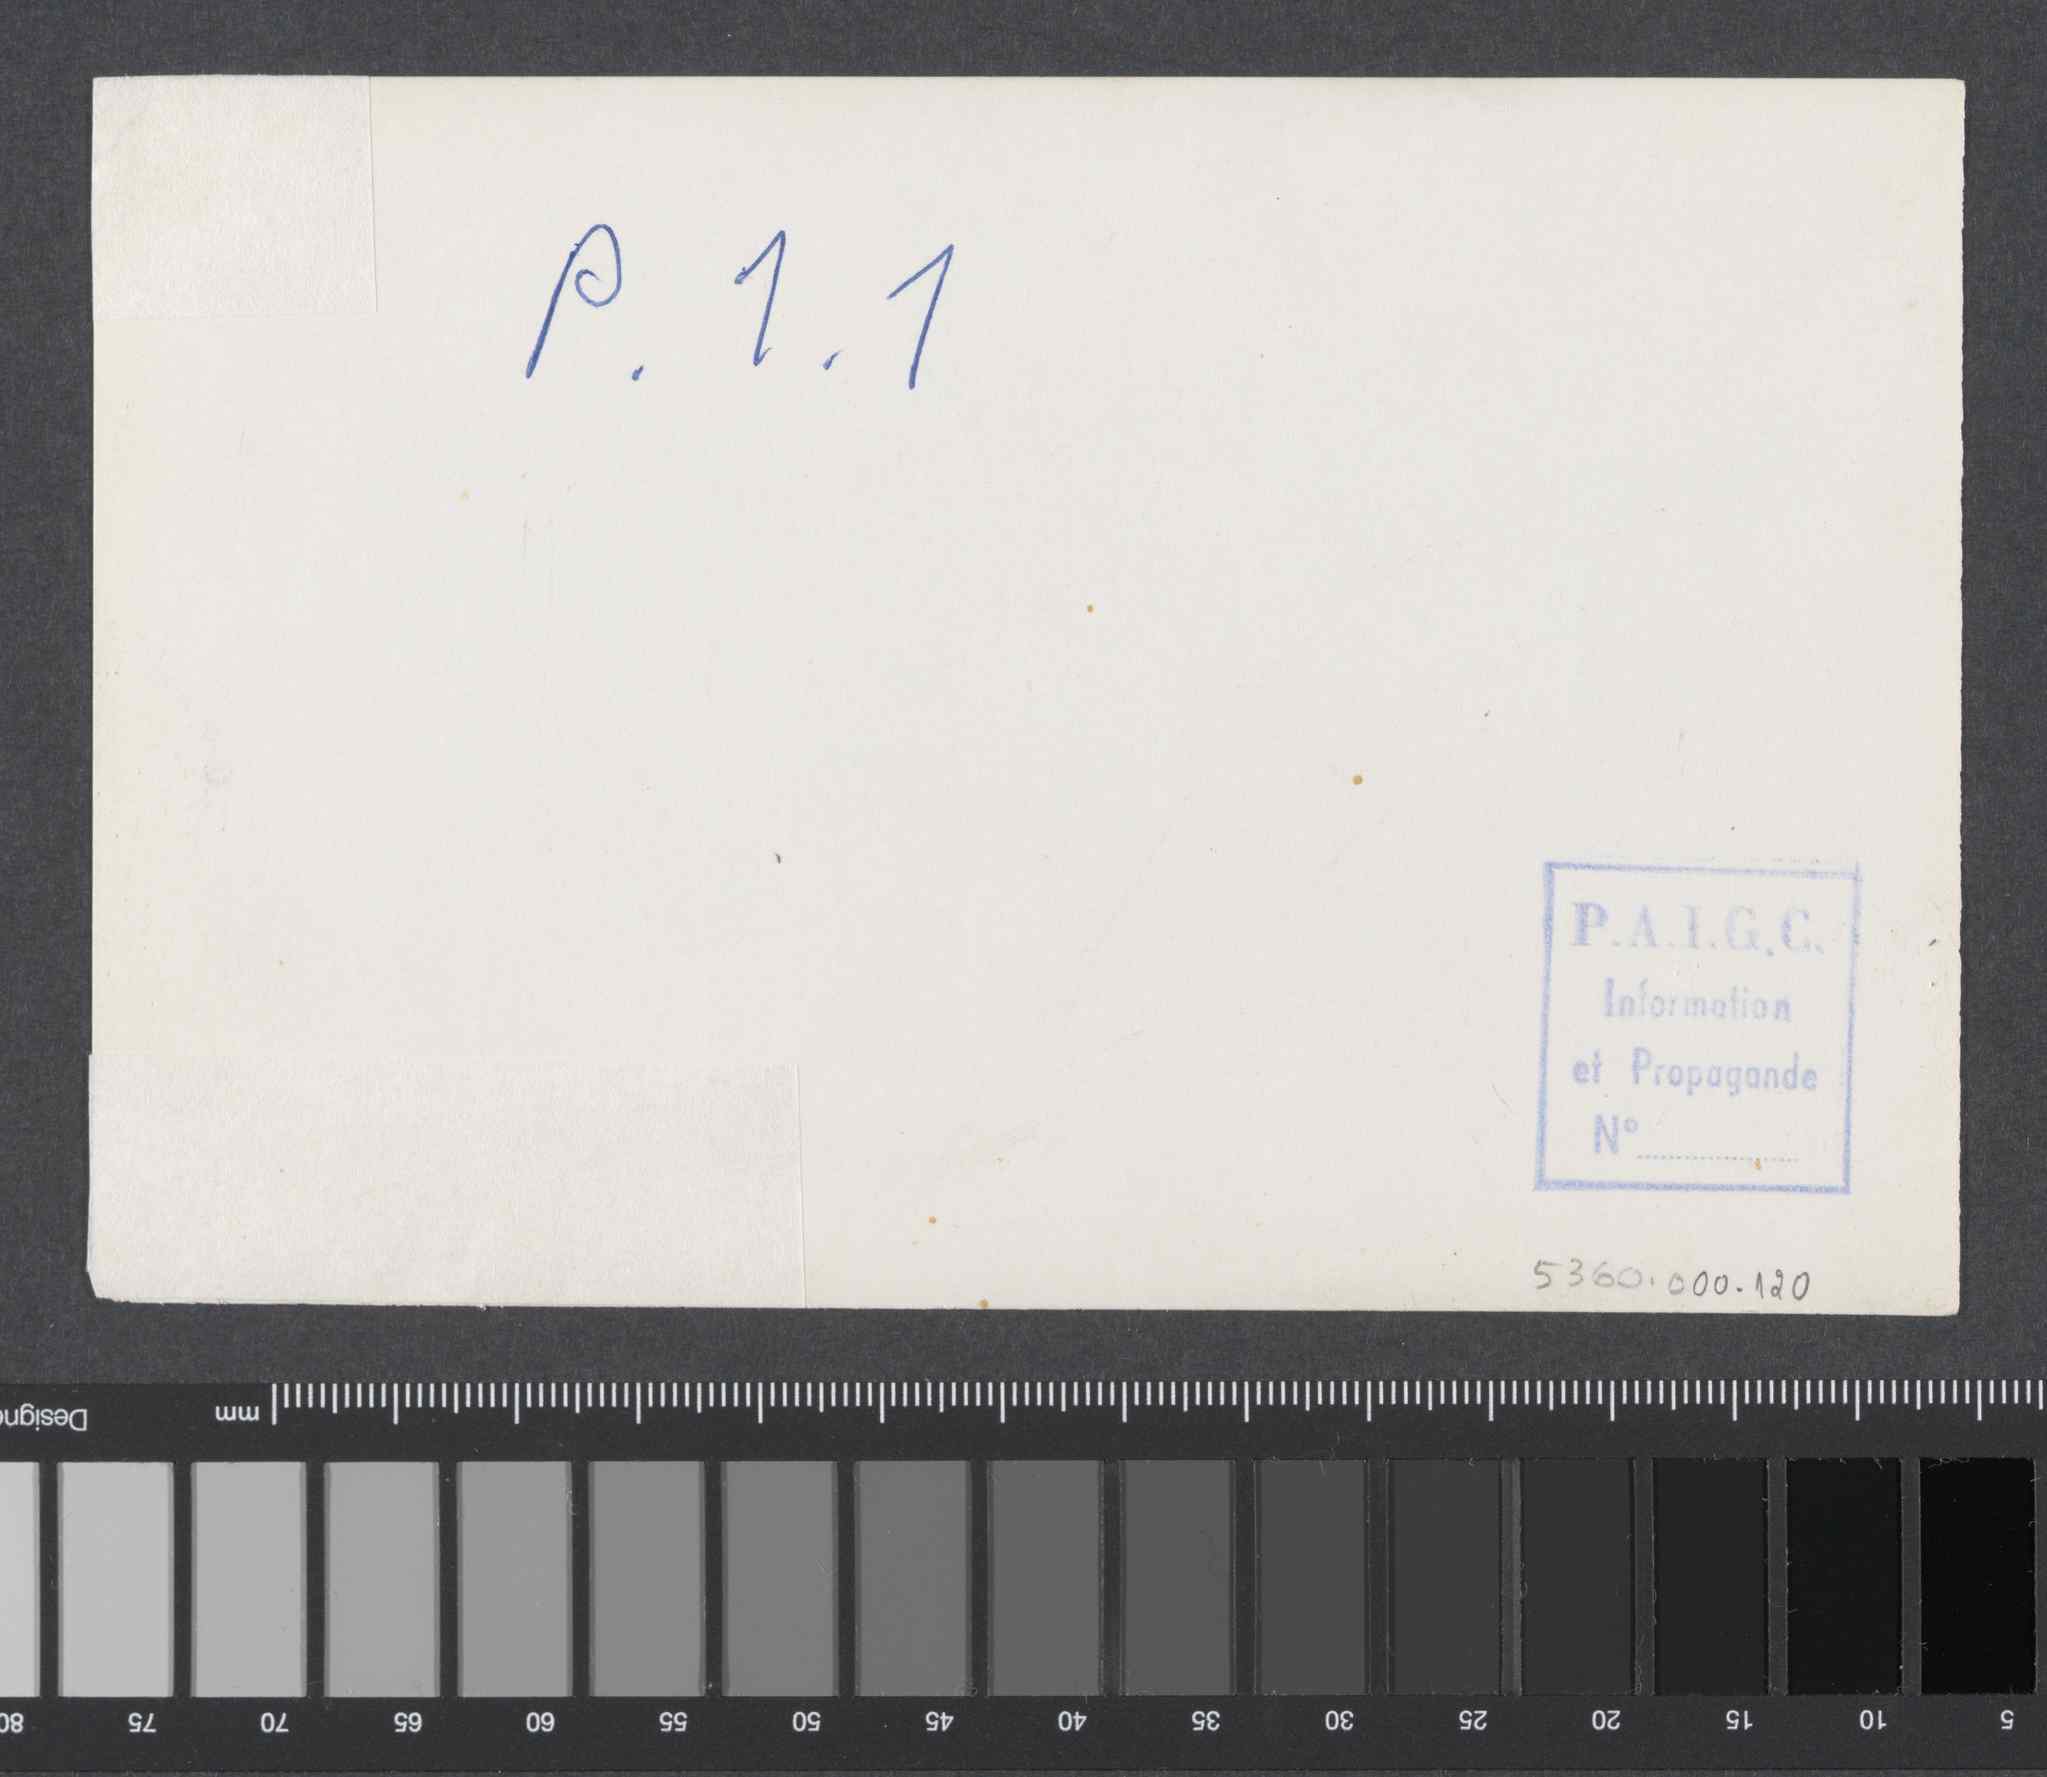 P. 1. 1
P.A.I.G.C.
Information
et Propagande
N°
5360.000.120
mm
Designe
80 75 70 65 60 55 50 45 40 35 30 25 20 15 10 5